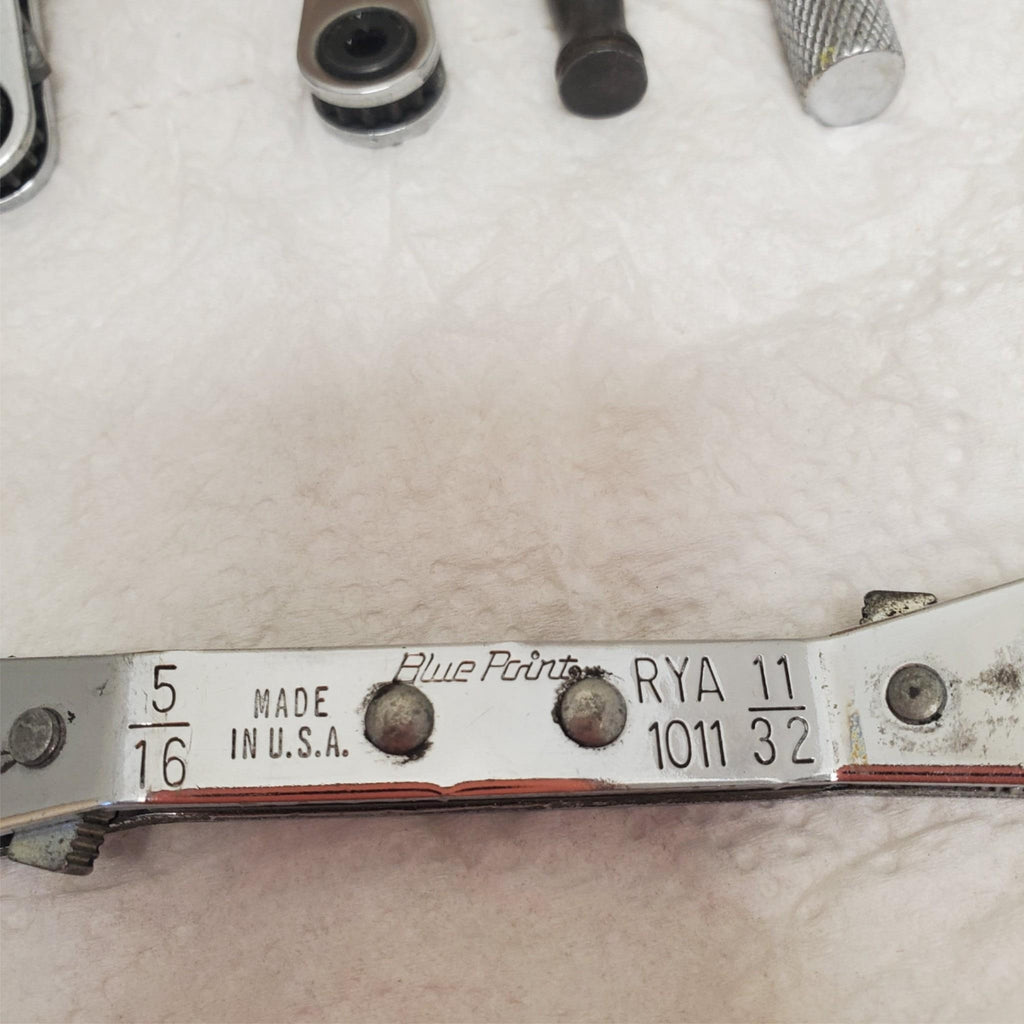 5/16
MADE
IN U.S.A.
Blue Point
RYA
1011
11/32